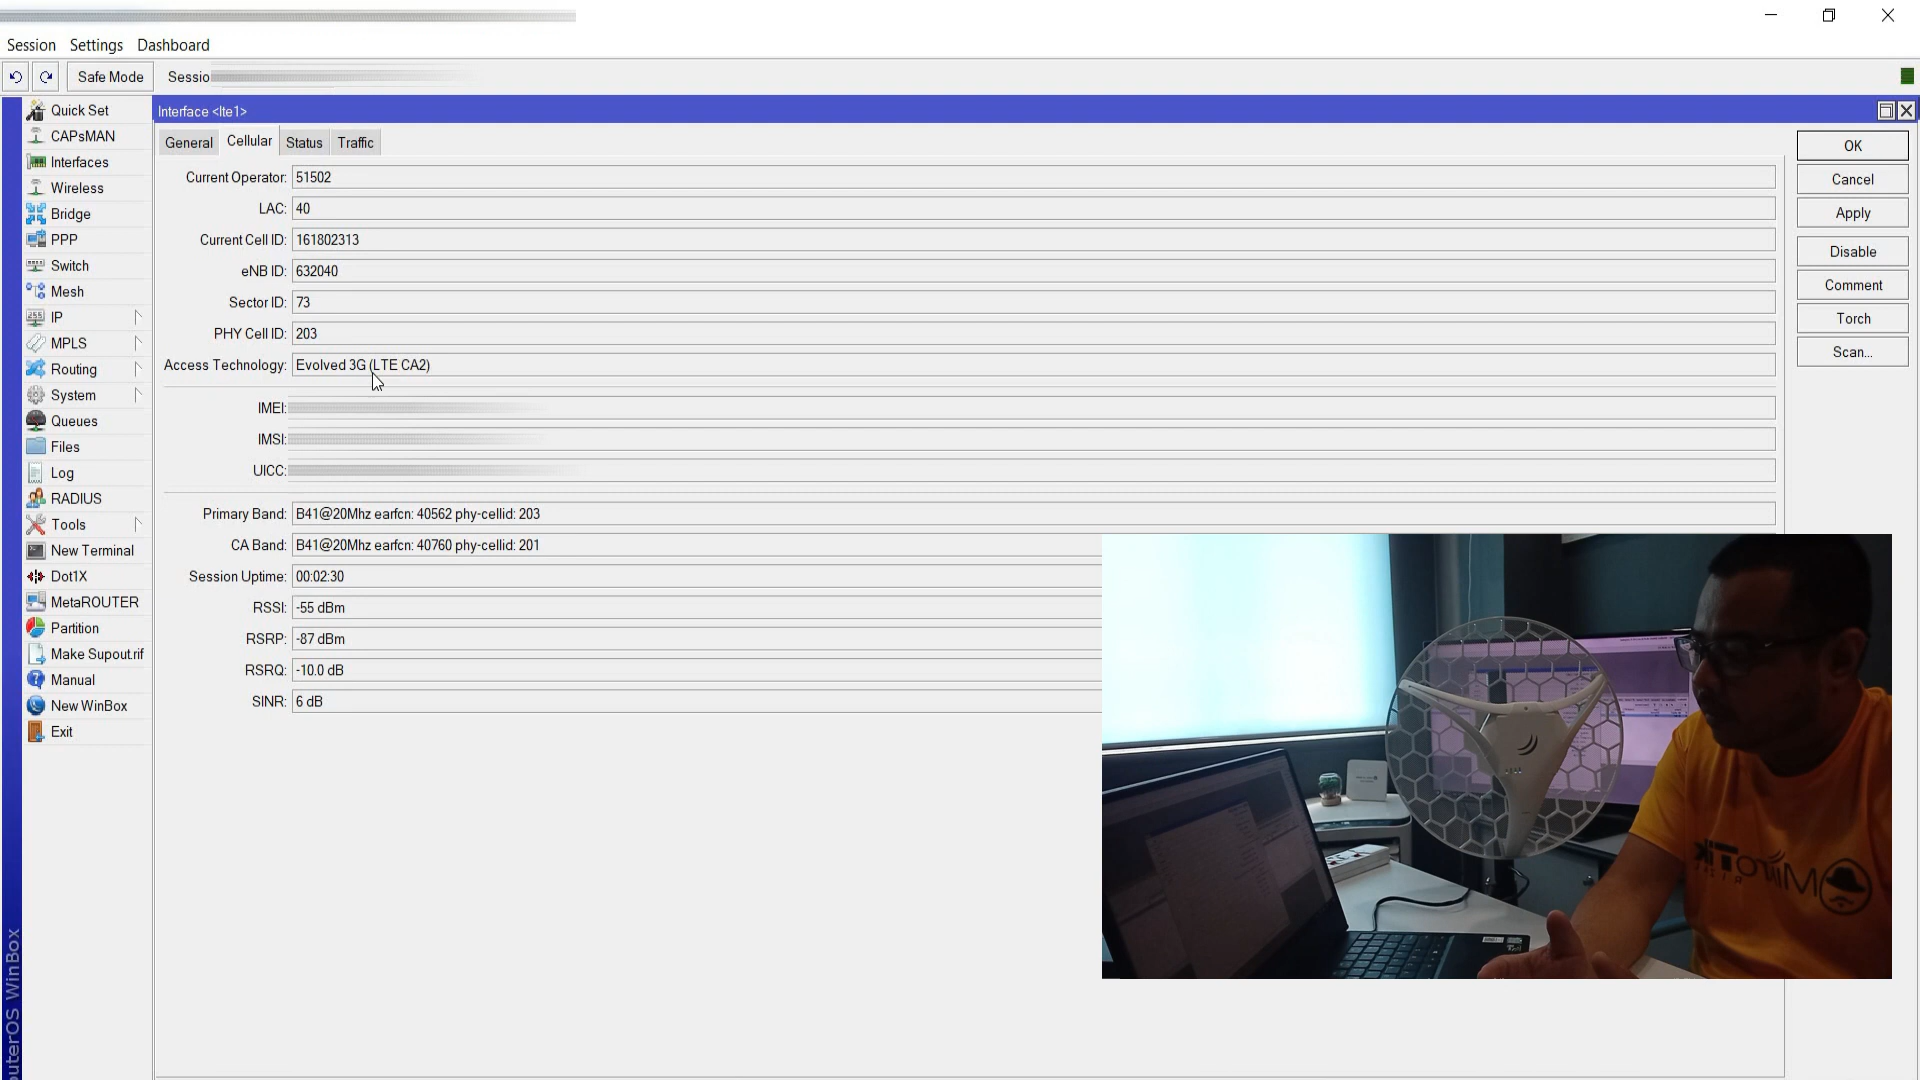 Session Settings Dashboard
Safe Mode Sessio
Quick Set
CAPsMAN
Interfaces
Wireless
Bridge
PPP
Switch
Mesh
IP
MPLS
Routing
System
Queues
Files
Log
RADIUS
Tools
New Terminal
Dot1X
MetaROUTER
Partition
Make Supout.rif
Manual
New WinBox
Exit
outerOS WinBox
Interface <lte1>
General Cellular Status Traffic
Current Operator: 51502
LAC: 40
Current Cell ID: 161802313
eNB ID: 632040
Sector ID: 73
PHY Cell ID: 203
Access Technology: Evolved 3G (LTE CA2)
IMEI:
IMSI:
UICC:
Primary Band: B41@20Mhz earfcn: 40562 phy-cellid: 203
CA Band: B41@20Mhz earfcn: 40760 phy-cellid: 201
Session Uptime: 00:02:30
RSSI: -55 dBm
RSRP: -87 dBm
RSRQ: -10.0 dB
SINR: 6 dB
OK
Cancel
Apply
Disable
Comment
Torch
Scan...
MikroTik